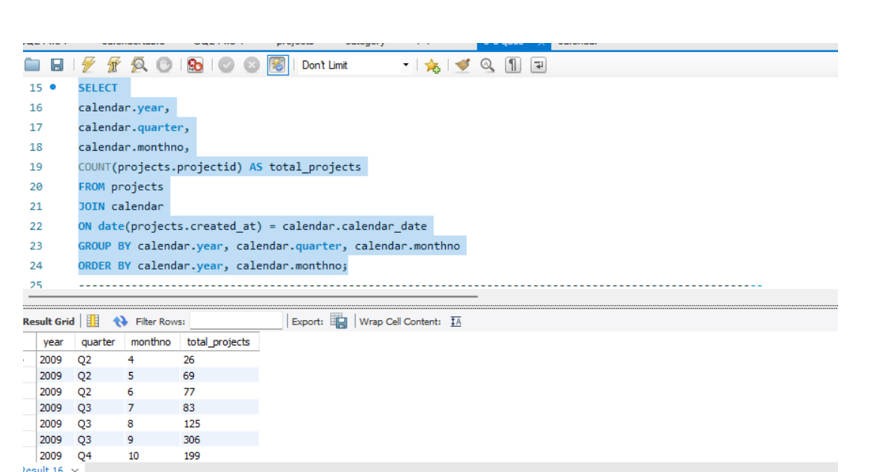 Don't Limit
15 SELECT
16 calendar.year,
17 calendar.quarter,
18 calendar.monthno,
19 COUNT(projects.projectid) AS total_projects
20 FROM projects
21 JOIN calendar
22 ON date(projects.created_at) = calendar.calendar_date
23 GROUP BY calendar.year, calendar.quarter, calendar.monthno
24 ORDER BY calendar.year, calendar.monthno;
25 --------------------------------------------------------------------------------------------------------
Result Grid Filter Rows: Export: Wrap Cell Content:
year quarter monthno total_projects
2009 Q2 4 26
2009 Q2 5 69
2009 Q2 6 77
2009 Q3 7 83
2009 Q3 8 125
2009 Q3 9 306
2009 Q4 10 199
Result 16